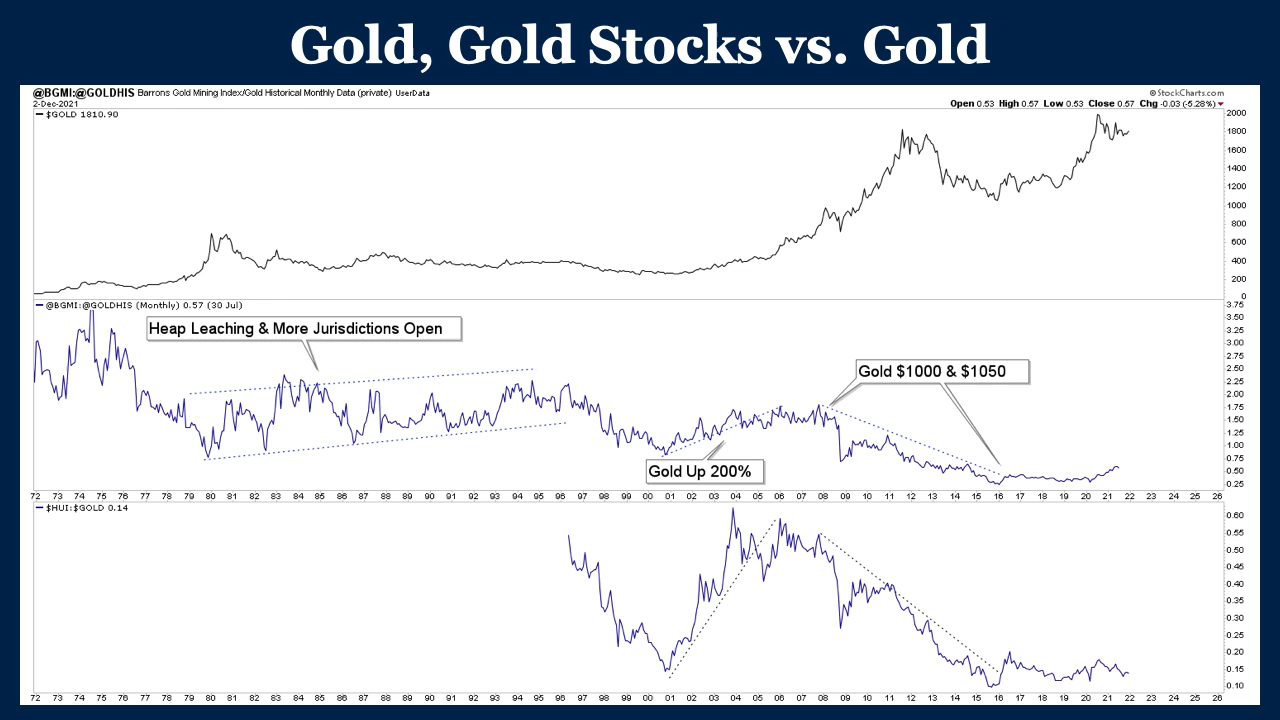 Gold, Gold Stocks vs. Gold
@BGMI:@GOLDHIS Barrons Gold Mining Index/Gold Historical Monthly Data (private) UserData
© StockCharts.com
2-Dec-2021
Open 0.53 High 0.57 Low 0.53 Close 0.57 Chg -0.03 (-5.28%)
$GOLD 1810.90
2000
1800
1600
1400
1200
1000
800
600
400
200
0
@BGMI:@GOLDHIS (Monthly) 0.57 (30 Jul)
Heap Leaching & More Jurisdictions Open
Gold $1000 & $1050
Gold Up 200%
3.75
3.50
3.25
3.00
2.75
2.50
2.25
2.00
1.75
1.50
1.25
1.00
0.75
0.50
0.25
72 73 74 75 76 77 78 79 80 81 82 83 84 85 86 87 88 89 90 91 92 93 94 95 96 97 98 99 00 01 02 03 04 05 06 07 08 09 10 11 12 13 14 15 16 17 18 19 20 21 22 23 24 25 26
$HUI:$GOLD 0.14
0.60
0.55
0.50
0.45
0.40
0.35
0.30
0.25
0.20
0.15
0.10
72 73 74 75 76 77 78 79 80 81 82 83 84 85 86 87 88 89 90 91 92 93 94 95 96 97 98 99 00 01 02 03 04 05 06 07 08 09 10 11 12 13 14 15 16 17 18 19 20 21 22 23 24 25 26